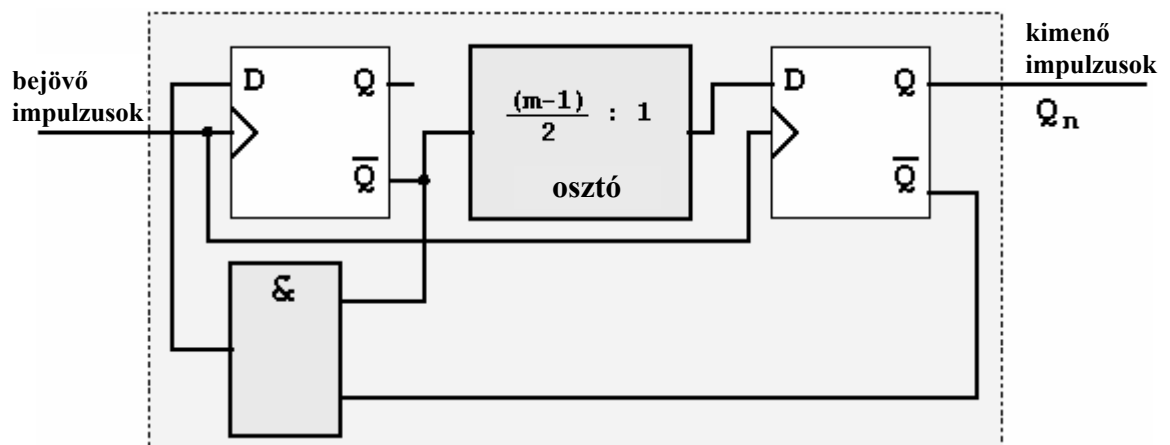 bejövő
impulzusok
D
Q
Q̅
&
(m-1)
2
: 1
osztó
D
Q
Q̅
kimenő
impulzusok
Qn